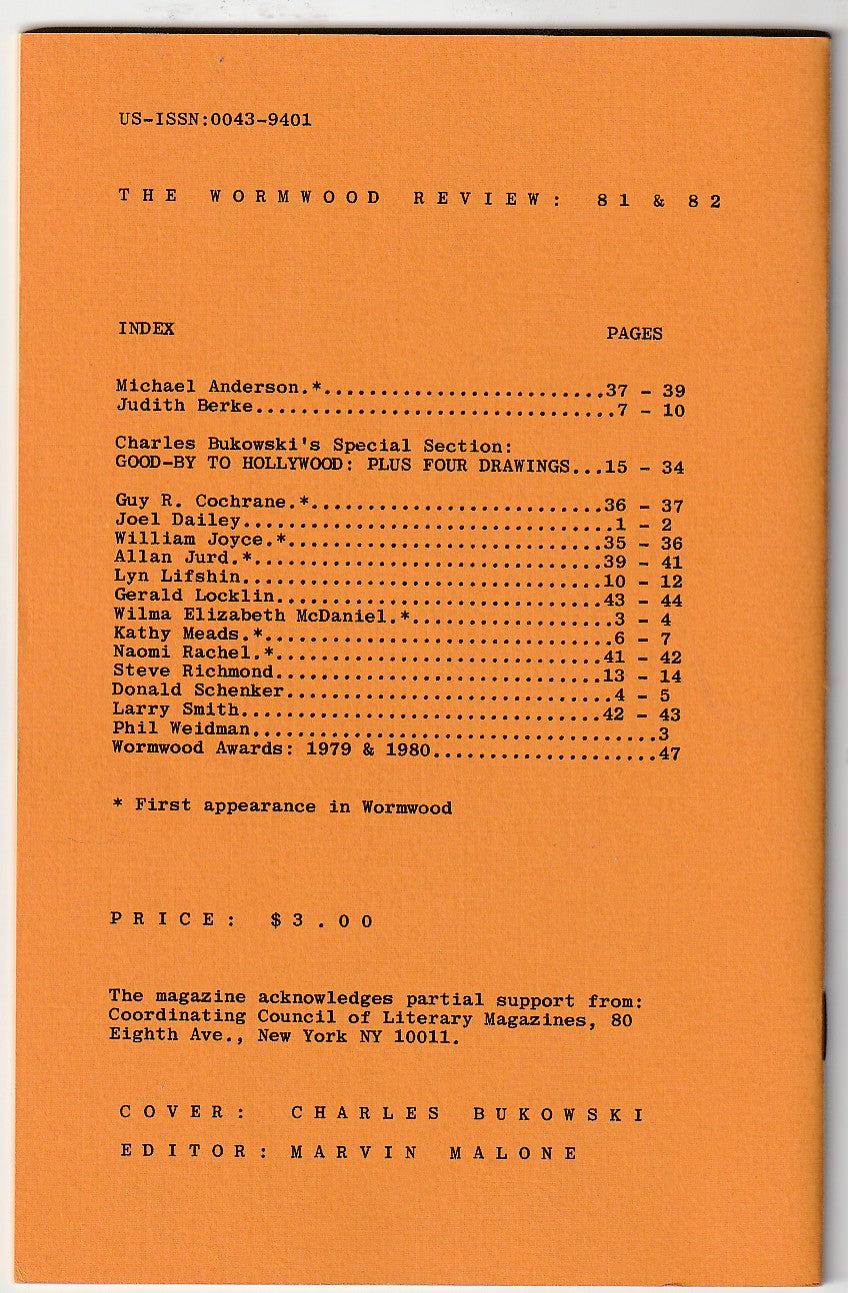 US-ISSN:0043-9401
THE WORMWOOD REVIEW: 81 & 82
INDEX PAGES
Michael Anderson.*.........................37 - 39
Judith Berke................................7 - 10
Charles Bukowski's Special Section:
GOOD-BY TO HOLLYWOOD: PLUS FOUR DRAWINGS...15 - 34
Guy R. Cochrane.*..........................36 - 37
Joel Dailey.................................1 - 2
William Joyce.*............................35 - 36
Allan Jurd.*...............................39 - 41
Lyn Lifshin................................10 - 12
Gerald Locklin.............................43 - 44
Wilma Elizabeth McDaniel.*..................3 - 4
Kathy Meads.*...............................6 - 7
Naomi Rachel.*.............................41 - 42
Steve Richmond.............................13 - 14
Donald Schenker.............................4 - 5
Larry Smith................................42 - 43
Phil Weidman....................................3
Wormwood Awards: 1979 & 1980....................47
* First appearance in Wormwood
PRICE: $3.00
The magazine acknowledges partial support from:
Coordinating Council of Literary Magazines, 80
Eighth Ave., New York NY 10011.
COVER: CHARLES BUKOWSKI
EDITOR: MARVIN MALONE